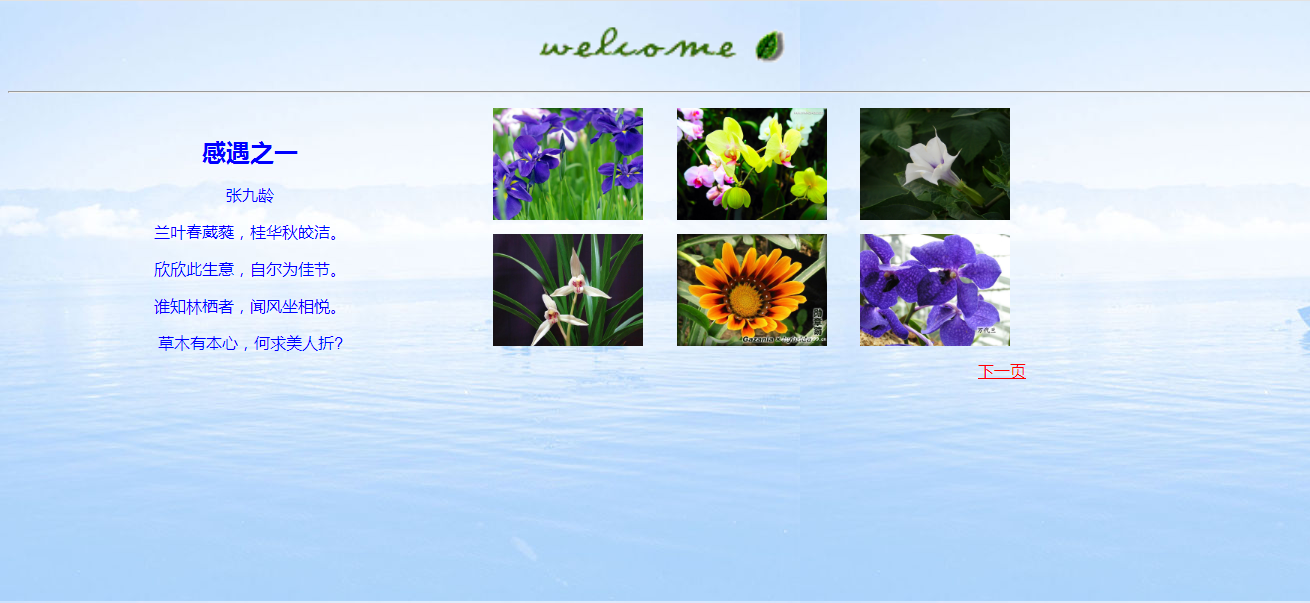 welcome
感遇之一
张九龄
兰叶春葳蕤，桂华秋皎洁。
欣欣此生意，自尔为佳节。
谁知林栖者，闻风坐相悦。
草木有本心，何求美人折?
下一页